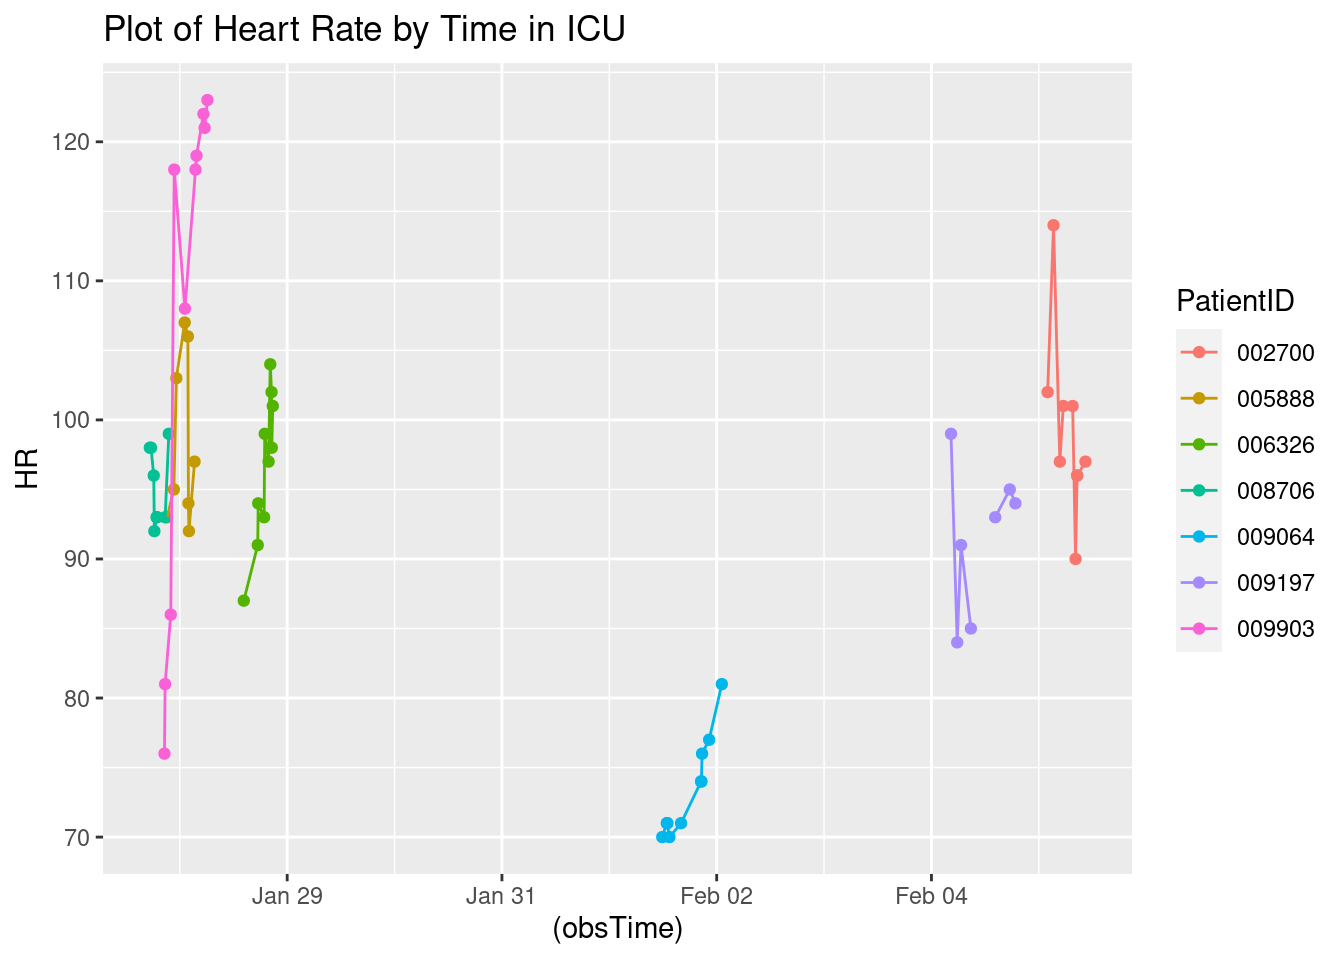 Plot of Heart Rate by Time in ICU
120
110
100
90
80
70
HR
Jan 29
Jan 31
Feb 02
Feb 04
(obsTime)
PatientID
002700
005888
006326
008706
009064
009197
009903